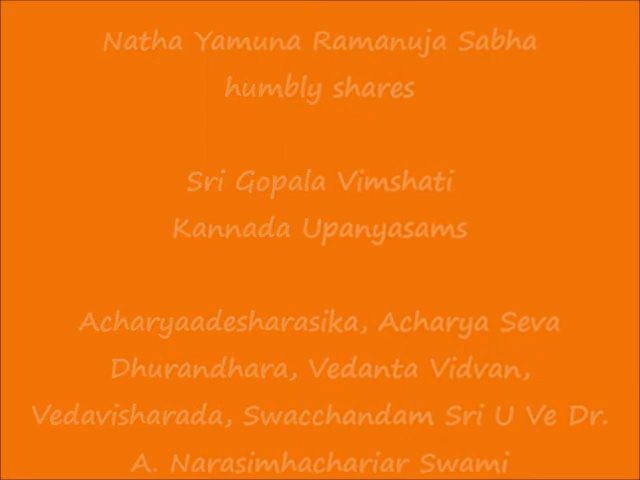 Natha Yamuna Ramanuja Sabha
humbly shares
Sri Gopala Vimshati
Kannada Upanyasams
Acharyaadesharasika, Acharya Seva
Dhurandhara, Vedanta Vidvan,
Vedavisharada, Swacchandam Sri U Ve Dr.
A. Narasimhachariar Swami